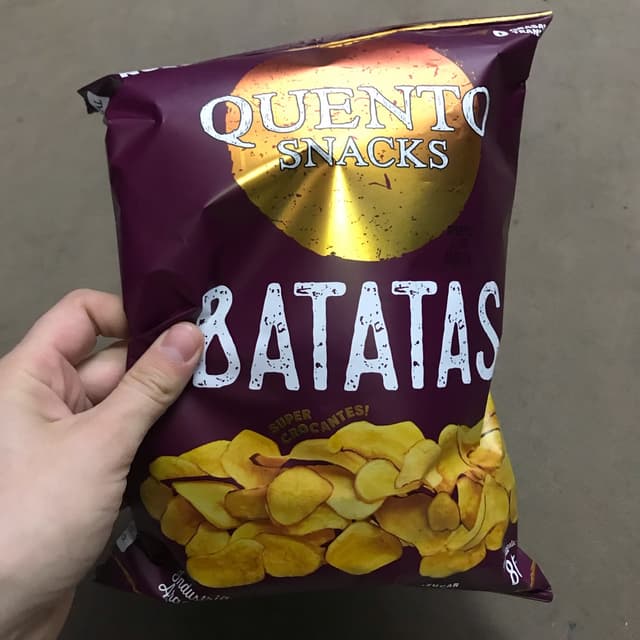 QUENTO
SNACKS
BATATAS
SUPER
CROCANTES!